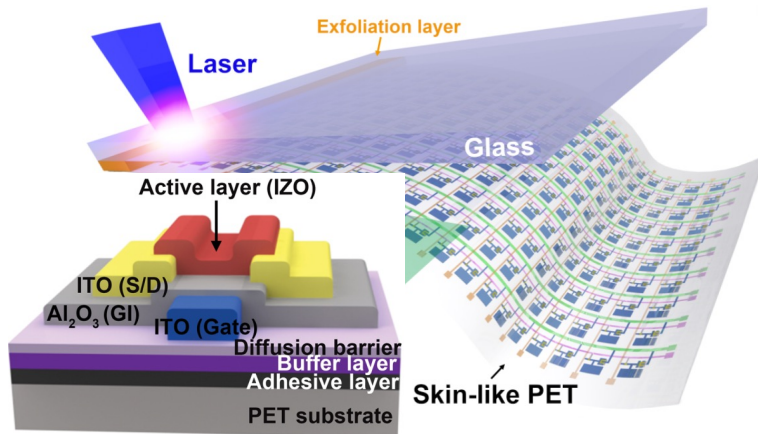 Exfoliation layer
Laser
Glass
Active layer (IZO)
ITO (S/D)
Al₂O₃ (GI)
ITO (Gate)
Diffusion barrier
Buffer layer
Adhesive layer
PET substrate
Skin-like PET